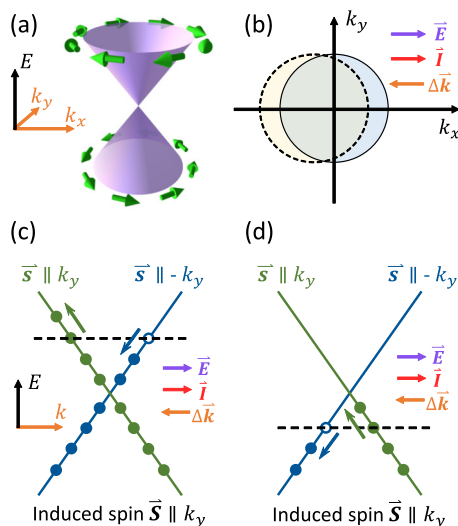 (a)
E
k_y
k_x
(b)
k_y
E⃗
I⃗
Δk⃗
k_x
(c)
s⃗ ∥ k_y
s⃗ ∥ - k_y
E
k
E⃗
I⃗
Δk⃗
Induced spin S⃗ ∥ k_y
(d)
s⃗ ∥ k_y
s⃗ ∥ - k_y
E⃗
I⃗
Δk⃗
Induced spin S⃗ ∥ k_y